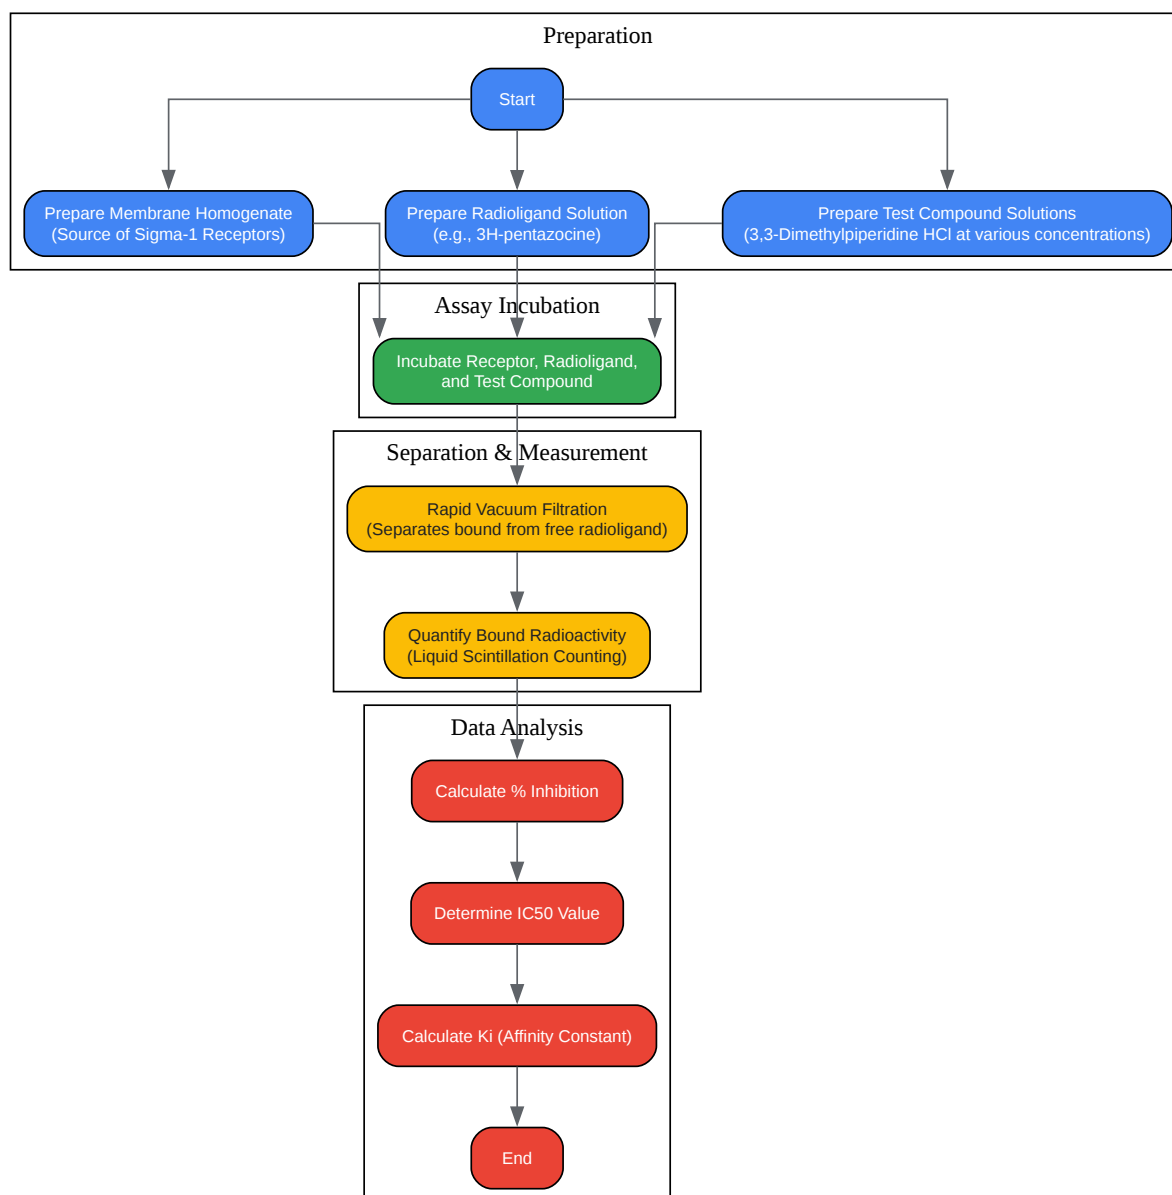 Preparation
Start
Prepare Membrane Homogenate
(Source of Sigma-1 Receptors)
Prepare Radioligand Solution
(e.g., 3H-pentazocine)
Prepare Test Compound Solutions
(3,3-Dimethylpiperidine HCl at various concentrations)
Assay Incubation
Incubate Receptor, Radioligand,
and Test Compound
Separation & Measurement
Rapid Vacuum Filtration
(Separates bound from free radioligand)
Quantify Bound Radioactivity
(Liquid Scintillation Counting)
Data Analysis
Calculate % Inhibition
Determine IC50 Value
Calculate Ki (Affinity Constant)
End